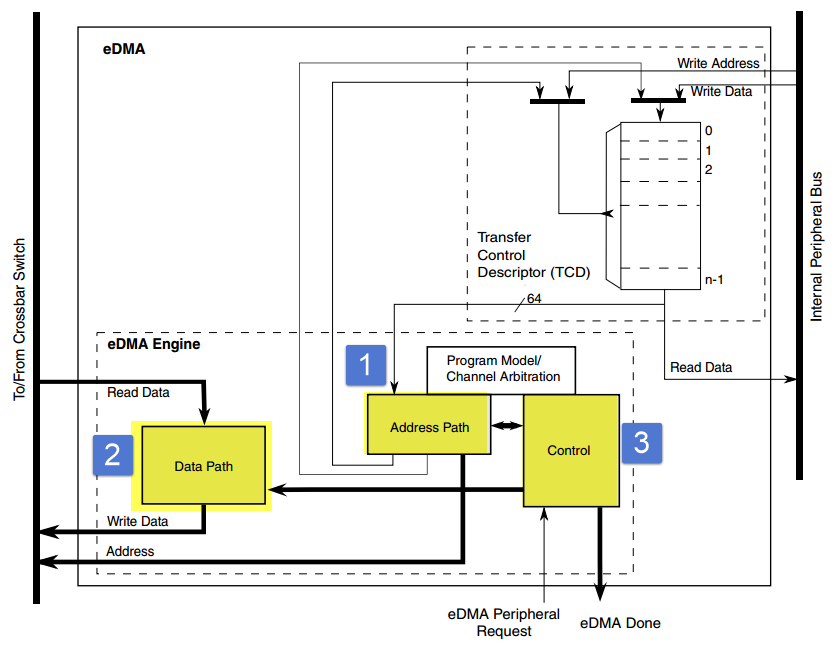 eDMA
Write Address
Write Data
0
1
2
n-1
Transfer
Control
Descriptor (TCD)
64
To/From Crossbar Switch
Internal Peripheral Bus
eDMA Engine
1
Program Model/
Channel Arbitration
Read Data
Read Data
Address Path
2
Data Path
Control
3
Write Data
Address
eDMA Peripheral
Request
eDMA Done